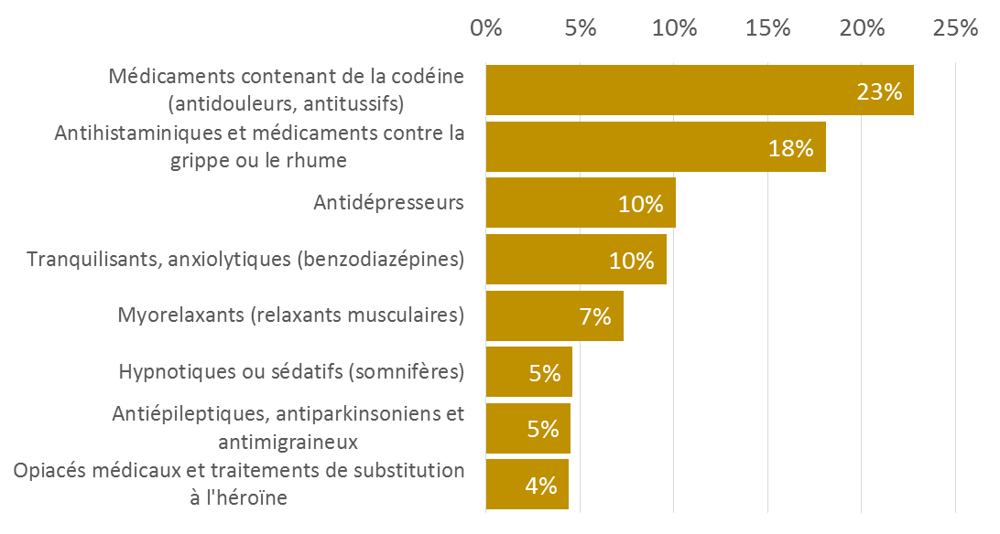 0% 5% 10% 15% 20% 25%
Médicaments contenant de la codéine
(antidouleurs, antitussifs)
23%
Antihistaminiques et médicaments contre la
grippe ou le rhume
18%
Antidépresseurs
10%
Tranquilisants, anxiolytiques (benzodiazépines)
10%
Myorelaxants (relaxants musculaires)
7%
Hypnotiques ou sédatifs (somnifères)
5%
Antiépileptiques, antiparkinsoniens et
antimigraineux
5%
Opiacés médicaux et traitements de substitution
à l'héroïne
4%